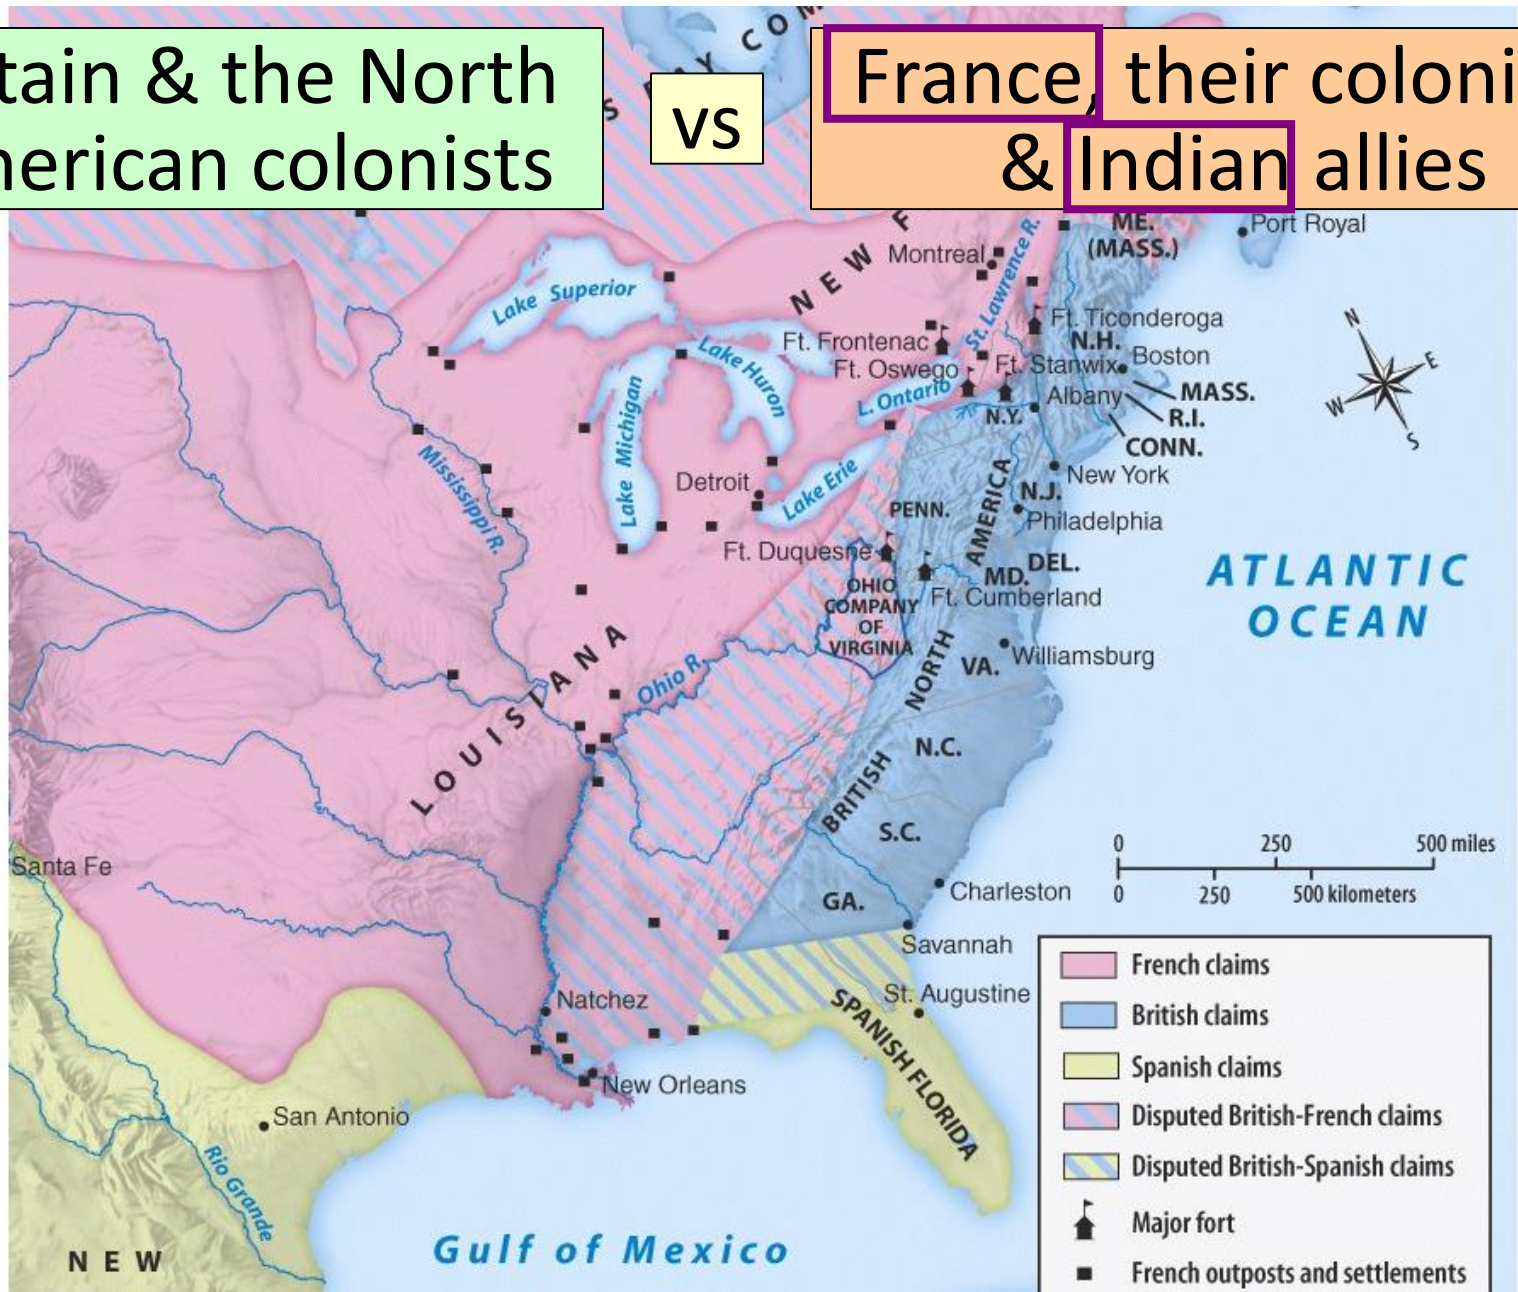 tain & the North
nerican colonists
vs
France, their coloni
& Indian allies
S
AY COM
NEW F
Port Royal
ME.
(MASS.)
Montreal
St. Lawrence R.
Lake Superior
Ft. Ticonderoga
Ft. Frontenac
N.H.
Lake Huron
Boston
Ft. Oswego
Ft. Stanwix
L. Ontario
Albany
MASS.
N.Y.
R.I.
CONN.
Lake Michigan
Mississippi R.
New York
Detroit
Lake Erie
N.J.
PENN.
Philadelphia
Ft. Duquesne
DEL.
MD.
OHIO
COMPANY
OF
VIRGINIA
Ft. Cumberland
ATLANTIC
OCEAN
N
E
W
S
BRITISH NORTH AMERICA
VA.
Williamsburg
LOUISIANA
Ohio R.
N.C.
S.C.
0 250 500 miles
0 250 500 kilometers
Santa Fe
GA.
Charleston
Savannah
Natchez
St. Augustine
SPANISH FLORIDA
New Orleans
San Antonio
Rio Grande
NEW
Gulf of Mexico
French claims
British claims
Spanish claims
Disputed British-French claims
Disputed British-Spanish claims
Major fort
French outposts and settlements